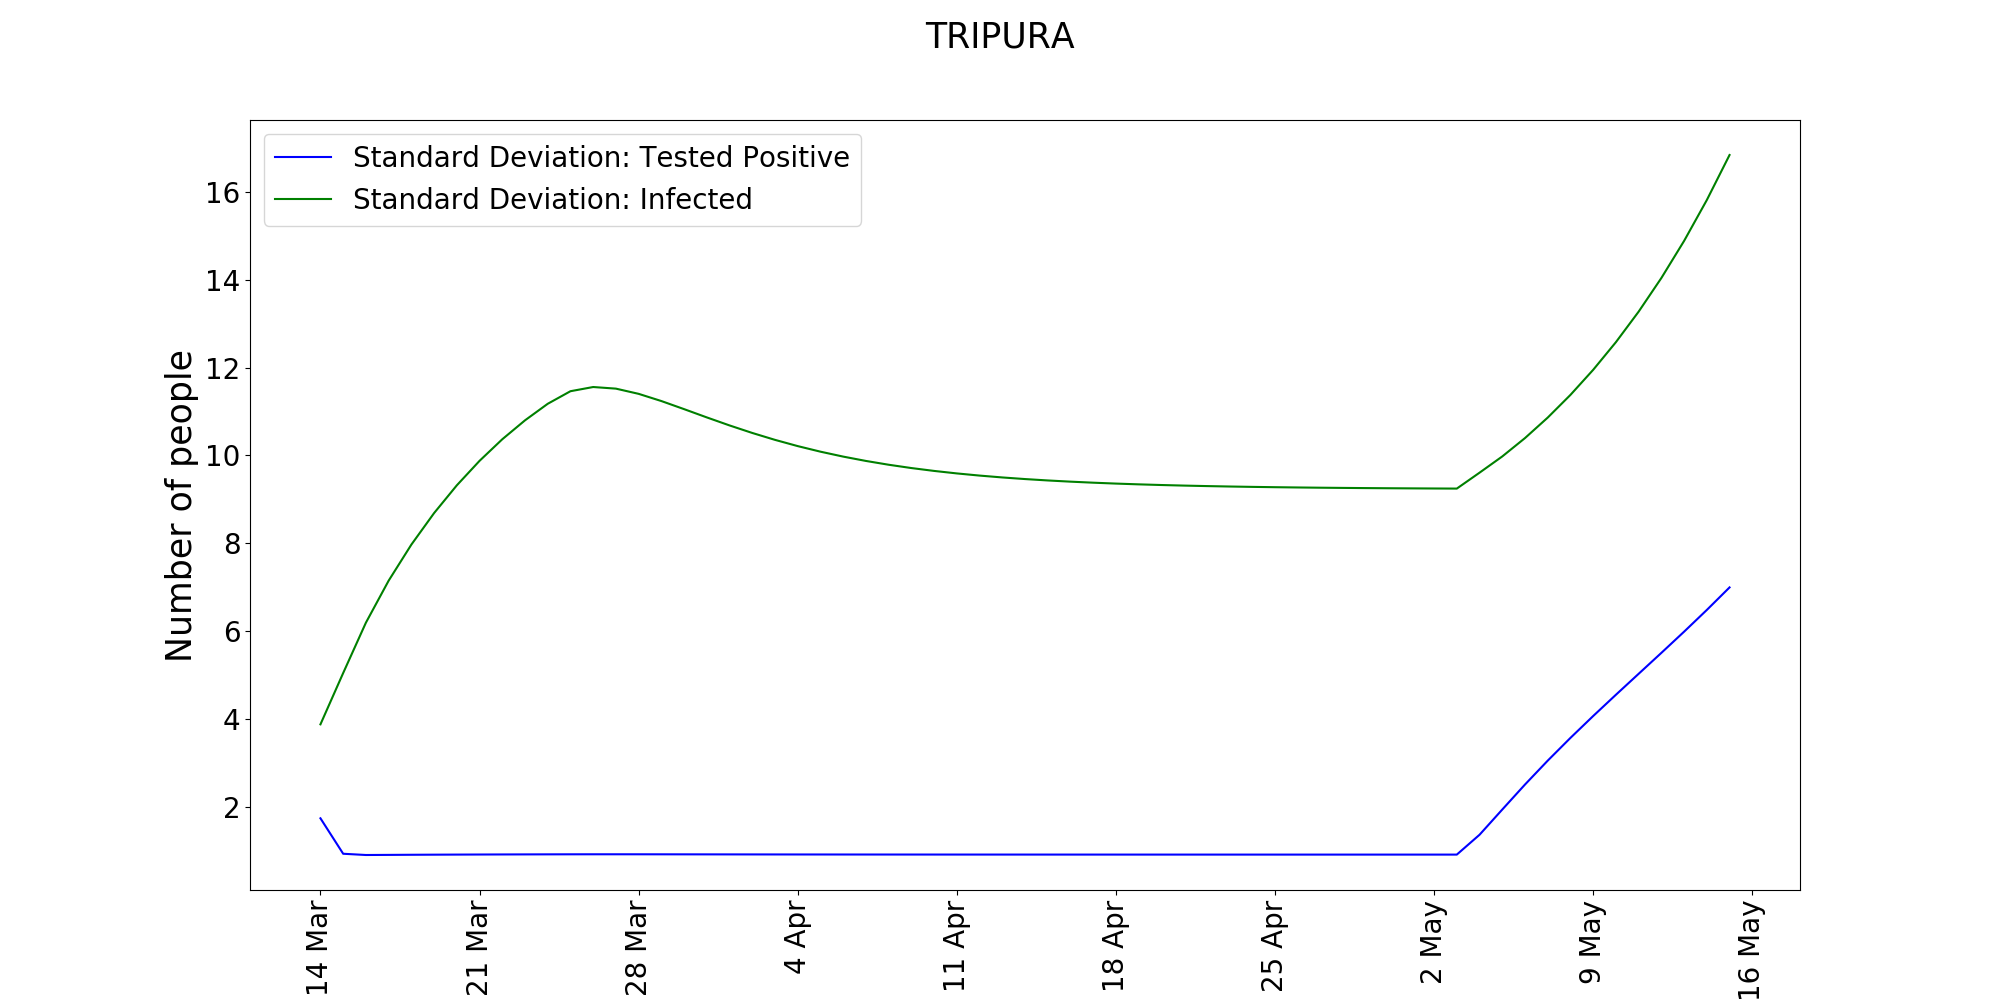 TRIPURA
Standard Deviation: Tested Positive
Standard Deviation: Infected
Number of people
16
14
12
10
8
6
4
2
14 Mar
21 Mar
28 Mar
4 Apr
11 Apr
18 Apr
25 Apr
2 May
9 May
16 May